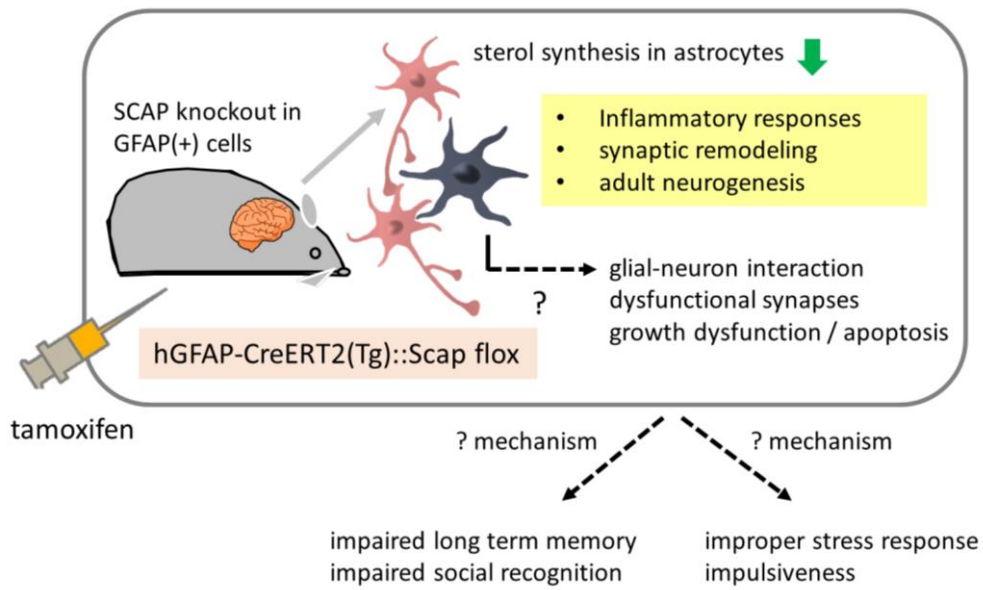 sterol synthesis in astrocytes
SCAP knockout in
GFAP(+) cells
• Inflammatory responses
• synaptic remodeling
• adult neurogenesis
glial-neuron interaction
?
dysfunctional synapses
growth dysfunction / apoptosis
hGFAP-CreERT2(Tg)::Scap flox
tamoxifen
? mechanism
? mechanism
impaired long term memory
impaired social recognition
improper stress response
impulsiveness